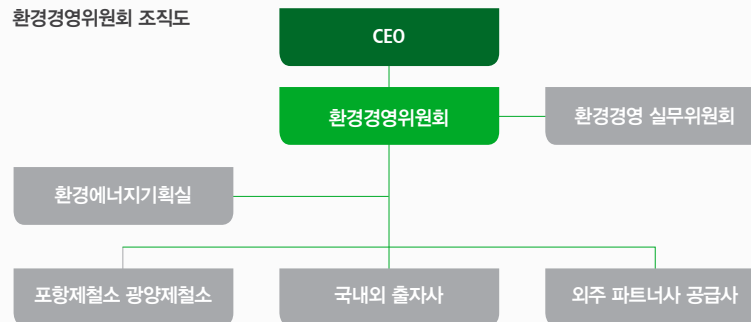 환경경영위원회 조직도
CEO
환경경영위원회
환경경영 실무위원회
환경에너지기획실
포항제철소 광양제철소
국내외 출자사
외주 파트너사 공급사